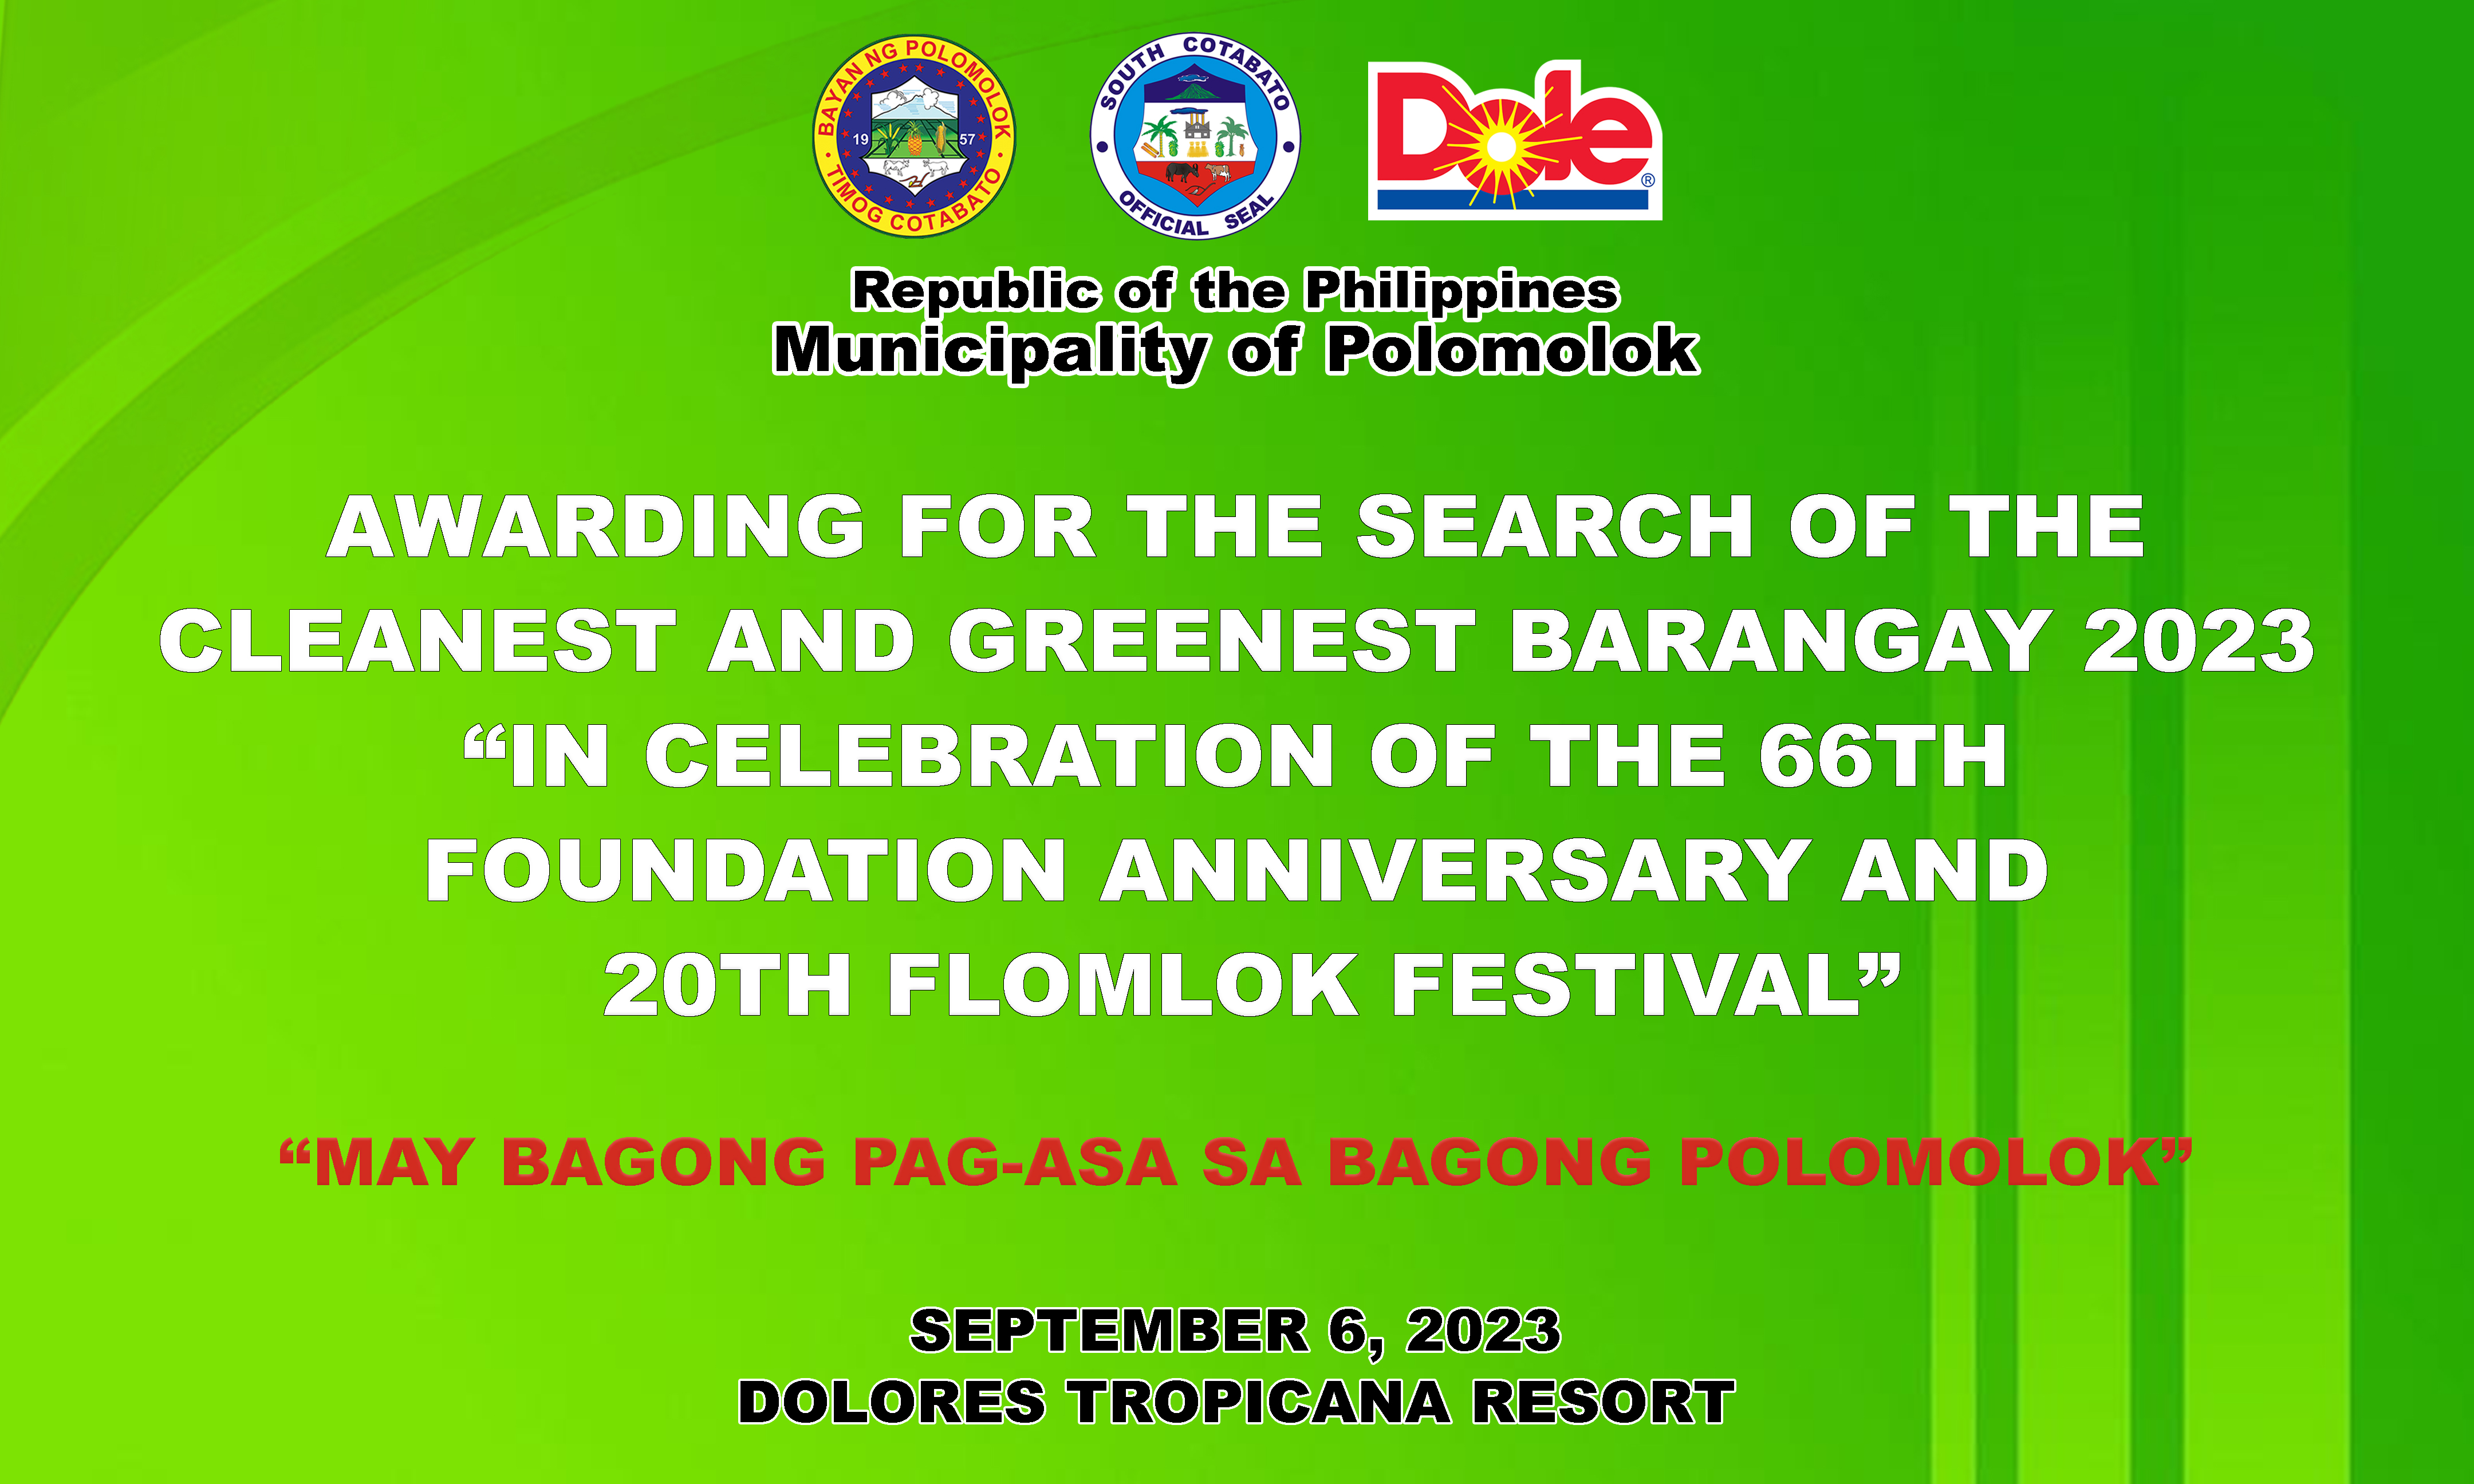 BAYAN NG POLOMOLOK
19 57
TIMOG COTABATO
SOUTH COTABATO
OFFICIAL SEAL
Dole
®
Republic of the Philippines
Municipality of Polomolok
AWARDING FOR THE SEARCH OF THE
CLEANEST AND GREENEST BARANGAY 2023
“IN CELEBRATION OF THE 66TH
FOUNDATION ANNIVERSARY AND
20TH FLOMLOK FESTIVAL”
“MAY BAGONG PAG-ASA SA BAGONG POLOMOLOK”
SEPTEMBER 6, 2023
DOLORES TROPICANA RESORT